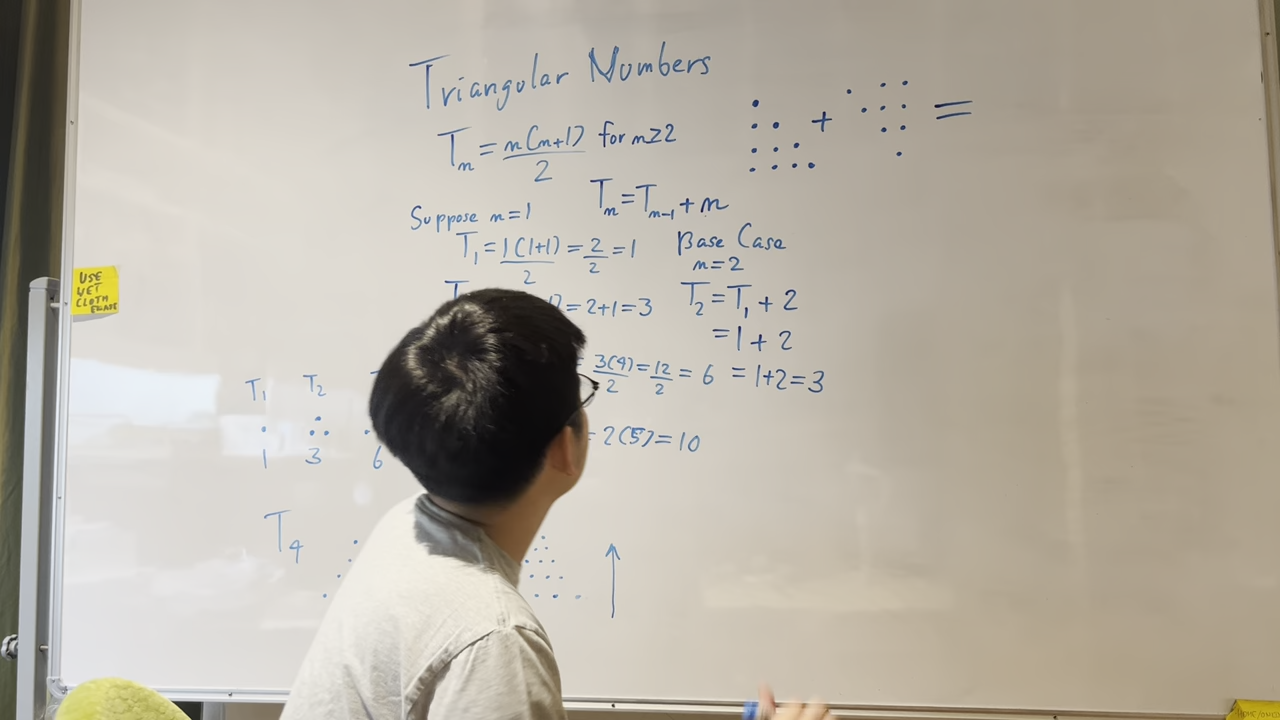 Triangular Numbers
Tn = n(n+1)/2 for n≥2
+ =
Tn = Tn-1 + n
Suppose n=1
T1 = 1(1+1)/2 = 2/2 = 1
= 2+1 = 3
3(4)/2 = 12/2 = 6
= 2(5) = 10
Base Case
n=2
T2 = T1 + 2
= 1 + 2
= 1+2 = 3
USE
WET
CLOTH
ERASE
T1 T2
1 3 6
T4